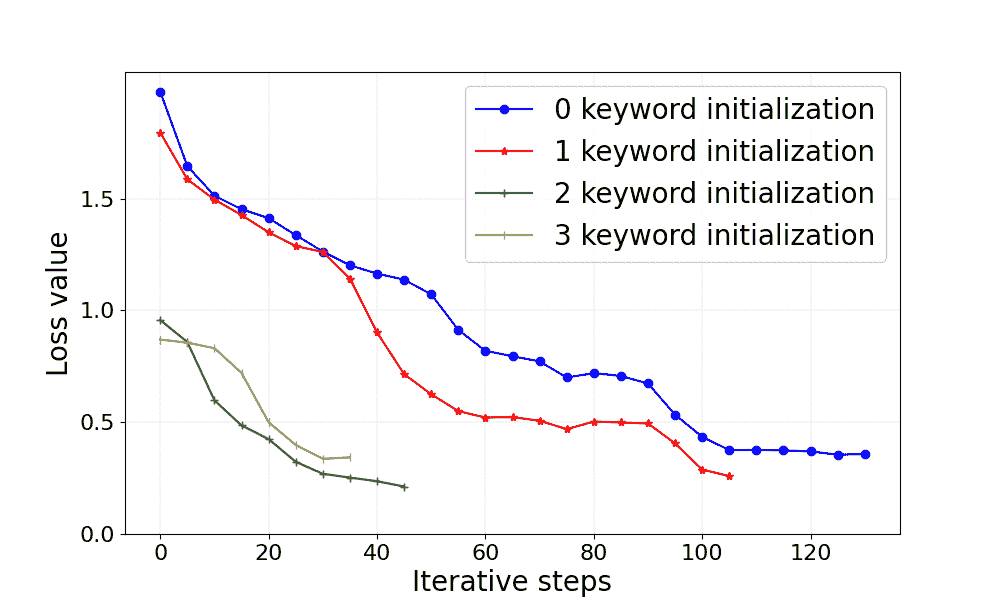 0 keyword initialization
1 keyword initialization
2 keyword initialization
3 keyword initialization
Loss value
1.5
1.0
0.5
0.0
0 20 40 60 80 100 120
Iterative steps